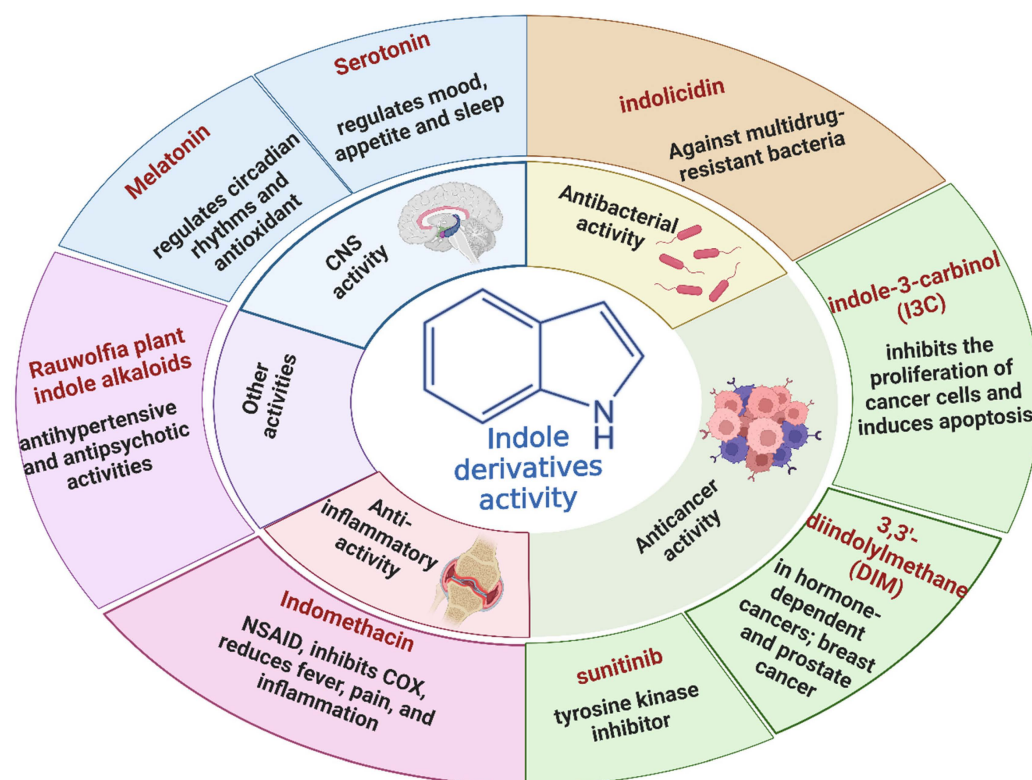 Serotonin
regulates mood,
appetite and sleep
indolicidin
Against multidrug-
resistant bacteria
Melatonin
regulates circadian
rhythms and
antioxidant
CNS
activity
Antibacterial
activity
indole-3-carbinol
(I3C)
inhibits the
proliferation of
cancer cells and
induces apoptosis
Rauwolfia plant
indole alkaloids
antihypertensive
and antipsychotic
activities
Other
activities
N
H
Indole
derivatives
activity
Anti-
inflammatory
activity
Anticancer
activity
3,3'-
diindolylmethane
(DIM)
in hormone-
dependent
cancers; breast
and prostate
cancer
Indomethacin
NSAID, inhibits COX,
reduces fever, pain, and
inflammation
sunitinib
tyrosine kinase
inhibitor